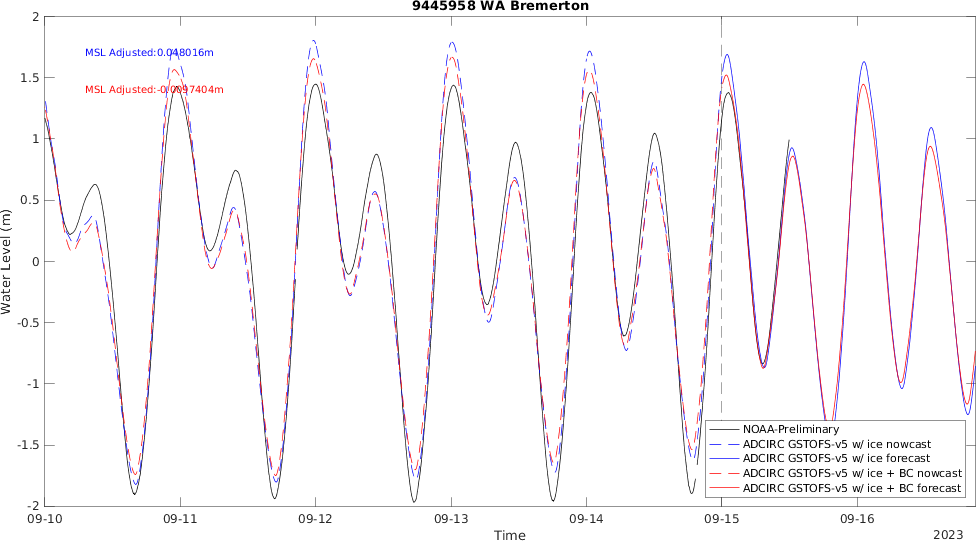 9445958 WA Bremerton
2
1.5
1
0.5
0
-0.5
-1
-1.5
-2
Water Level (m)
MSL Adjusted:0.048016m
MSL Adjusted:-0.0097404m
NOAA-Preliminary
ADCIRC GSTOFS-v5 w/ ice nowcast
ADCIRC GSTOFS-v5 w/ ice forecast
ADCIRC GSTOFS-v5 w/ ice + BC nowcast
ADCIRC GSTOFS-v5 w/ ice + BC forecast
09-10 09-11 09-12 09-13 09-14 09-15 09-16
Time
2023